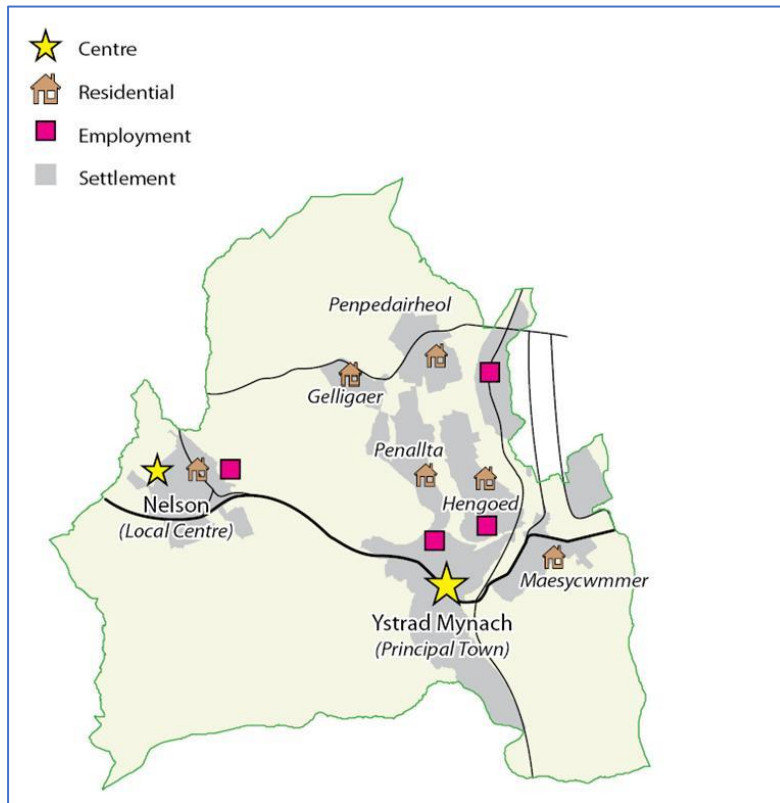 Centre
Residential
Employment
Settlement
Penpedairheol
Gelligaer
Penallta
Hengoed
Nelson
(Local Centre)
Maesycwmmer
Ystrad Mynach
(Principal Town)